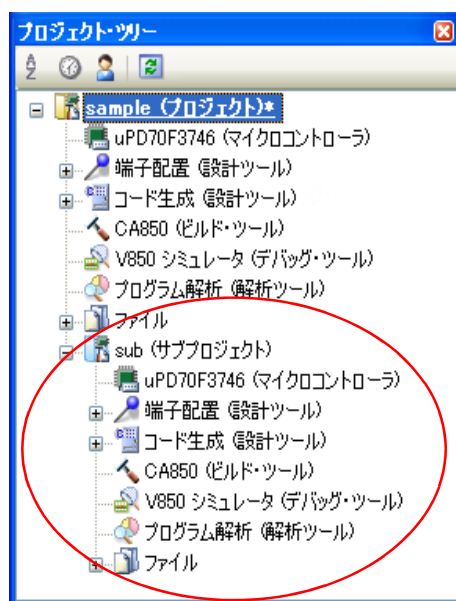 プロジェクト・ツリー
sample (プロジェクト)*
uPD70F3746 (マイクロコントローラ)
端子配置 (設計ツール)
コード生成 (設計ツール)
CA850 (ビルド・ツール)
V850 シミュレータ (デバッグ・ツール)
プログラム解析 (解析ツール)
ファイル
sub (サブプロジェクト)
uPD70F3746 (マイクロコントローラ)
端子配置 (設計ツール)
コード生成 (設計ツール)
CA850 (ビルド・ツール)
V850 シミュレータ (デバッグ・ツール)
プログラム解析 (解析ツール)
ファイル